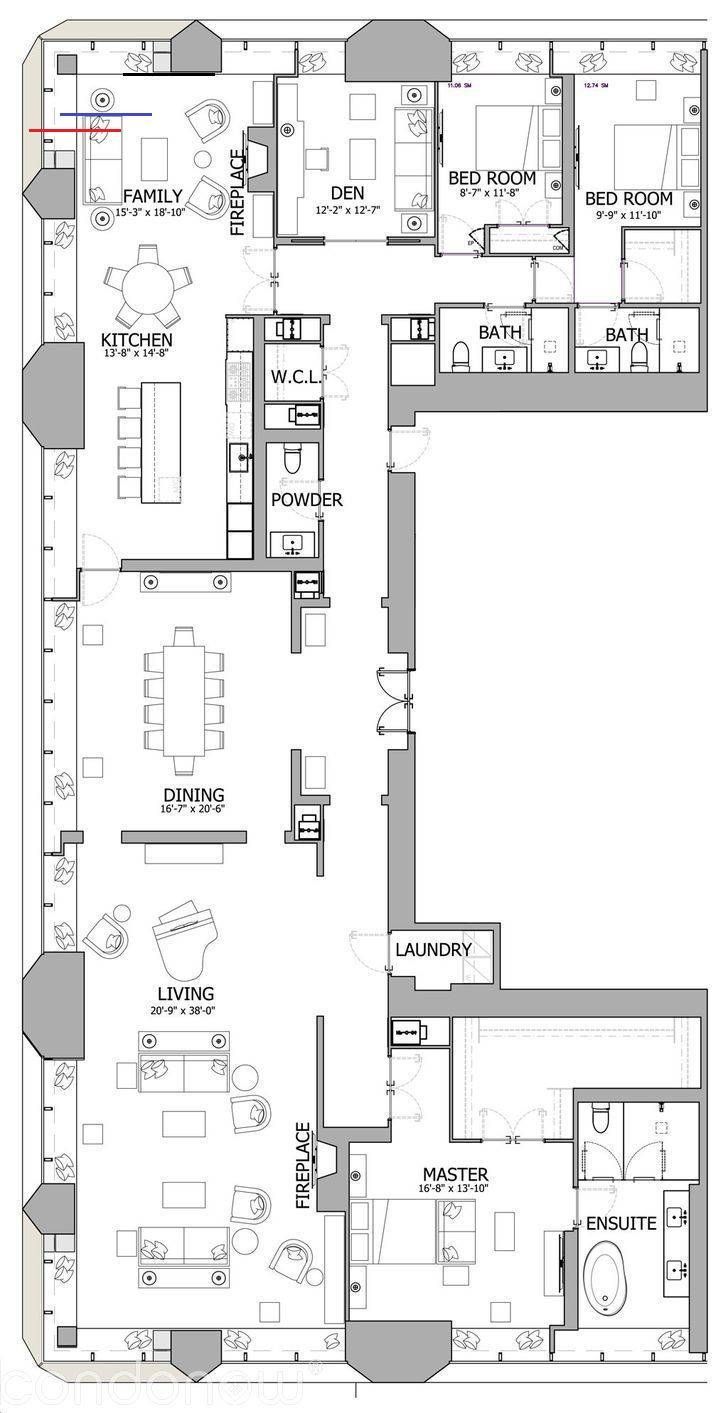 11.06 SM
12.74 SM
FAMILY
15'-3" x 18'-10"
FIREPLACE
DEN
12'-2" x 12'-7"
BED ROOM
8'-7" x 11'-8"
BED ROOM
9'-9" x 11'-10"
EP
COM
KITCHEN
13'-8" x 14'-8"
BATH
BATH
W.C.L.
POWDER
DINING
16'-7" x 20'-6"
LAUNDRY
LIVING
20'-9" x 38'-0"
FIREPLACE
MASTER
16'-8" x 13'-10"
ENSUITE
condonow®